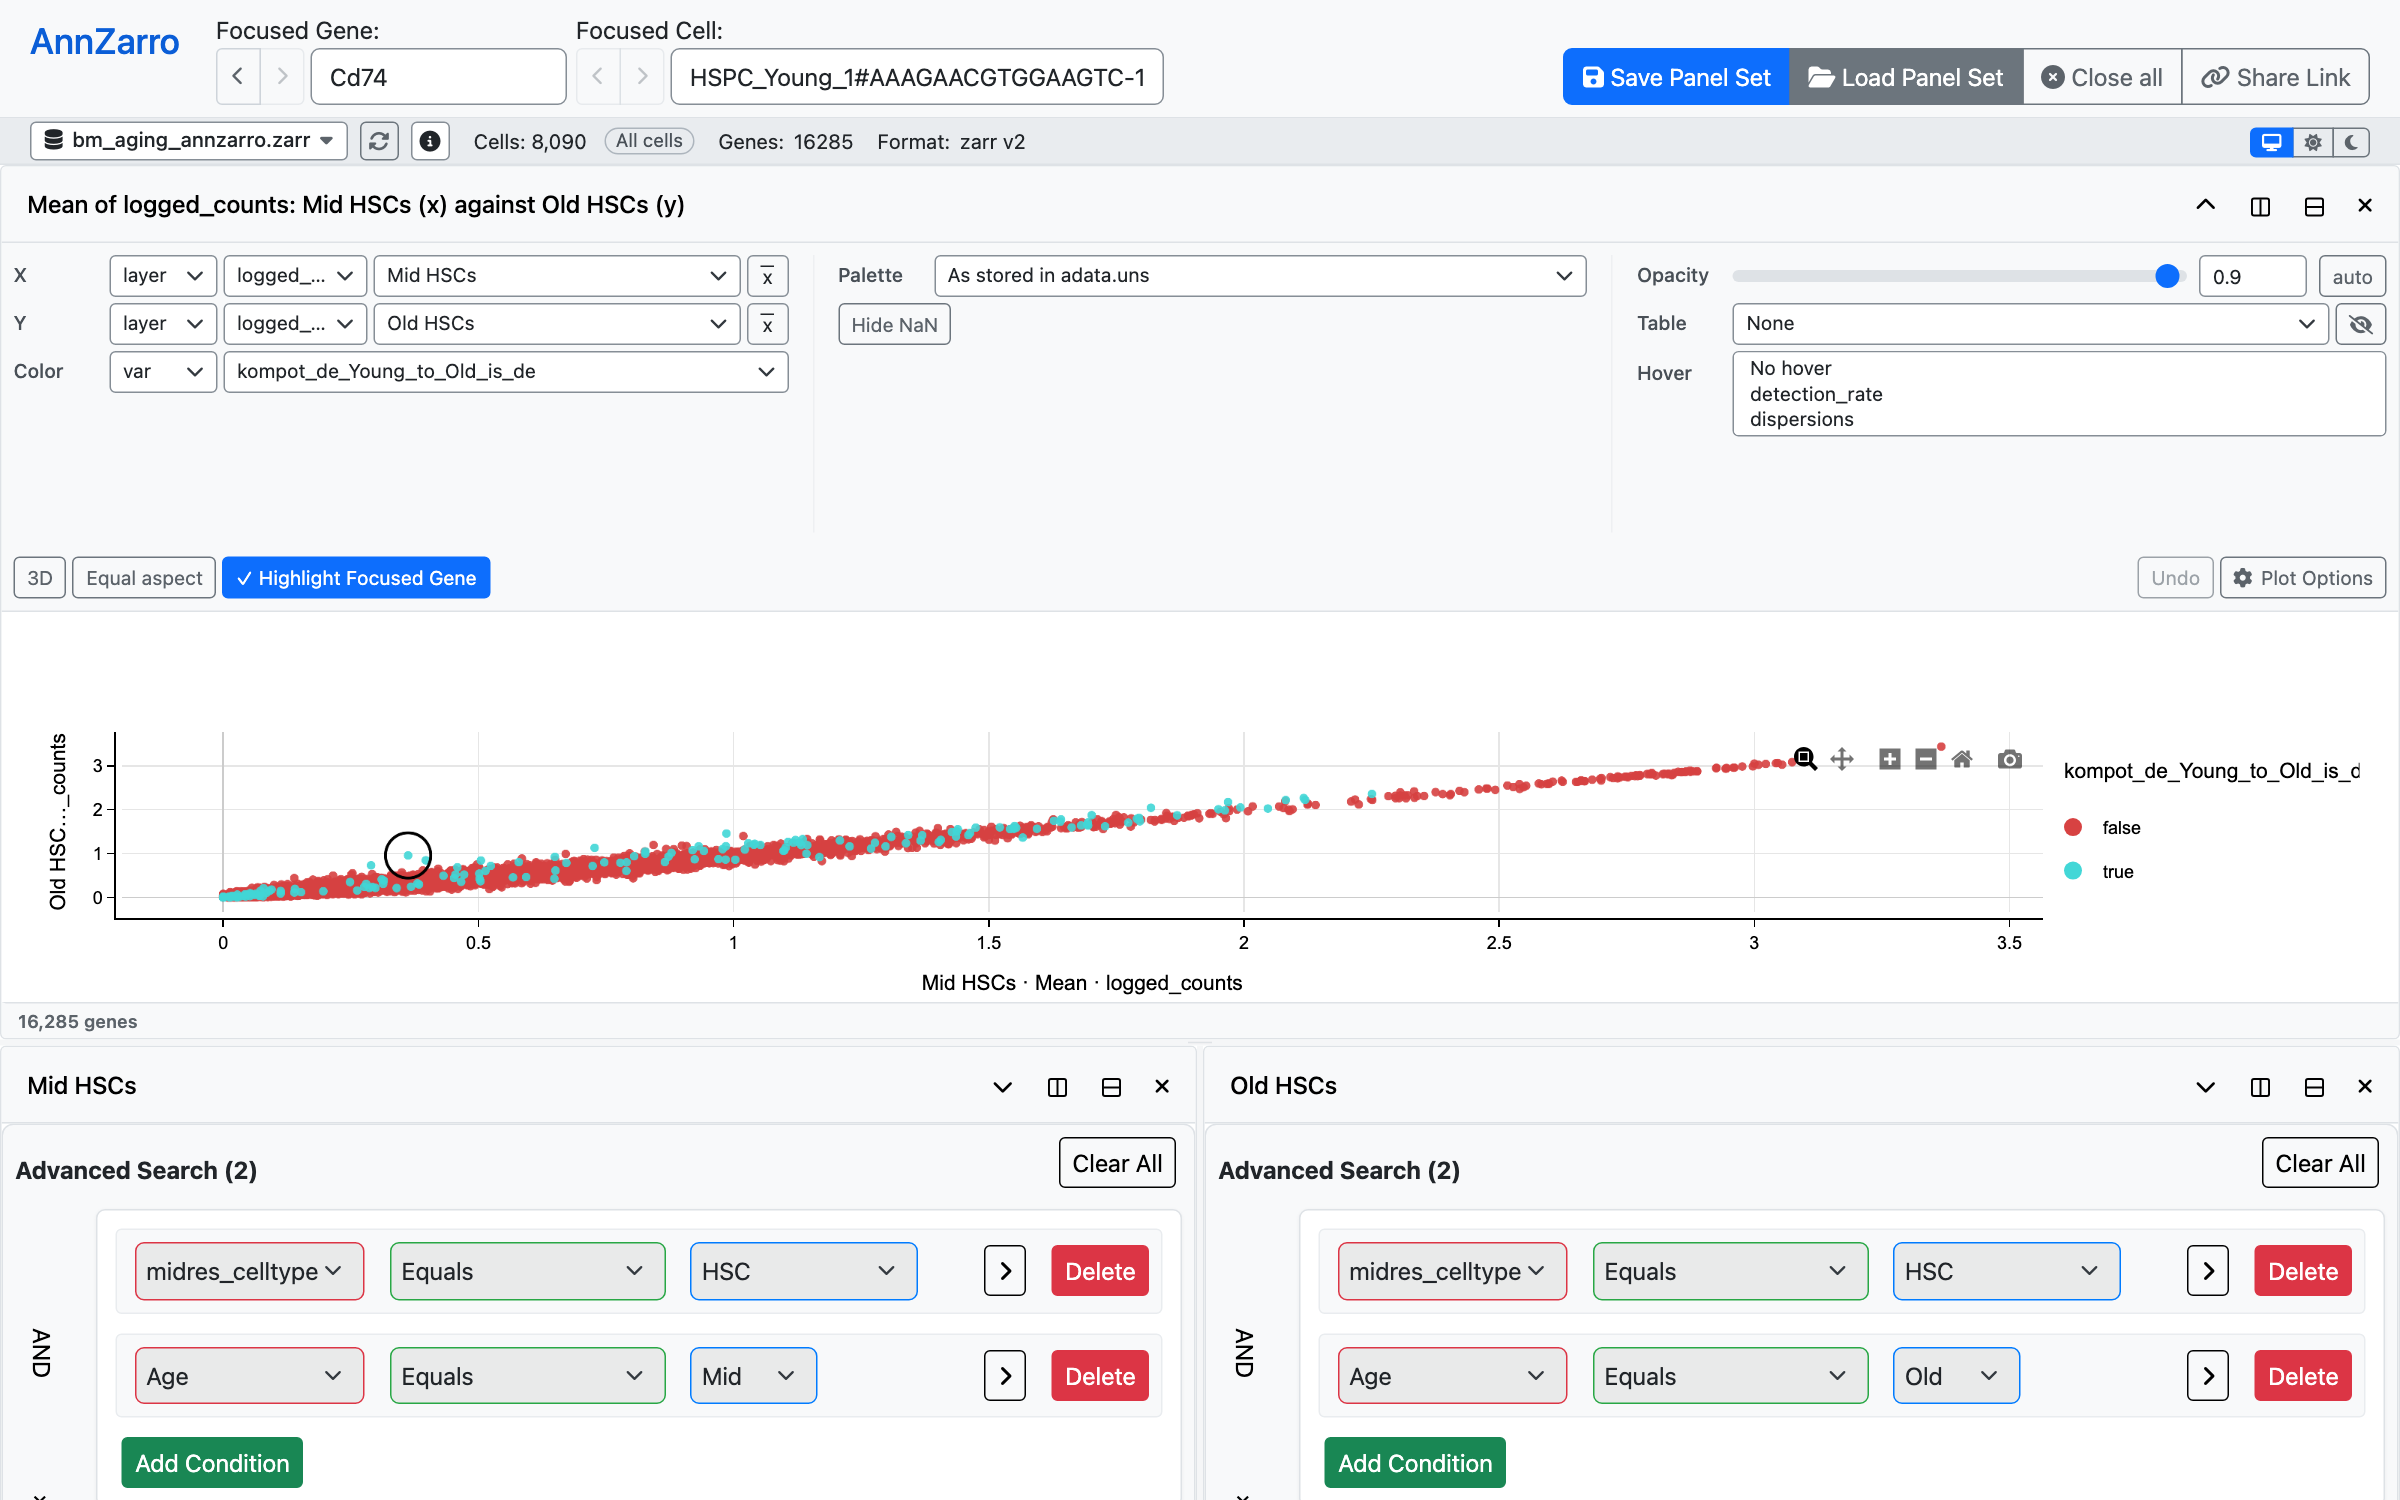 AnnZarro
Focused Gene:
Cd74
Focused Cell:
HSPC_Young_1#AAAGAACGTGGAAGTC-1
Save Panel Set
Load Panel Set
Close all
Share Link
bm_aging_annzarro.zarr
Cells: 8,090
All cells
Genes: 16285
Format: zarr v2
Mean of logged_counts: Mid HSCs (x) against Old HSCs (y)
X
layer
logged_...
Mid HSCs
x
Y
layer
logged_...
Old HSCs
x
Color
var
kompot_de_Young_to_Old_is_de
Palette
As stored in adata.uns
Hide NaN
Opacity
0.9
auto
Table
None
Hover
No hover
detection_rate
dispersions
3D
Equal aspect
✓ Highlight Focused Gene
Undo
Plot Options
Old HSC..._counts
3
2
1
0
0
0.5
1
1.5
2
2.5
3
3.5
Mid HSCs · Mean · logged_counts
kompot_de_Young_to_Old_is_d
false
true
16,285 genes
Mid HSCs
Advanced Search (2)
Clear All
AND
midres_celltype
Equals
HSC
Delete
Age
Equals
Mid
Delete
Add Condition
Old HSCs
Advanced Search (2)
Clear All
AND
midres_celltype
Equals
HSC
Delete
Age
Equals
Old
Delete
Add Condition